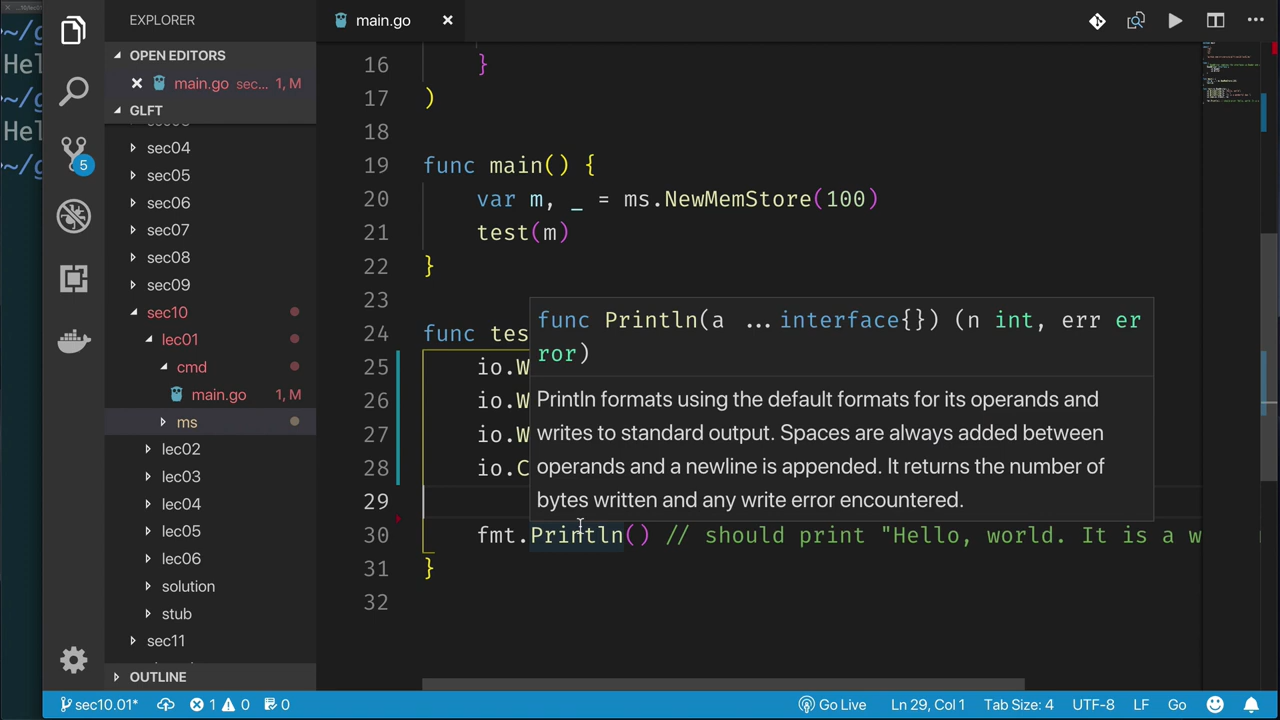 ...10/lec0
~/g
Hel
~/g
Hel
~/g
EXPLORER
OPEN EDITORS
main.go sec... 1, M
GLFT
sec04
sec05
sec06
sec07
sec08
sec09
sec10
lec01
cmd
main.go 1, M
ms
lec02
lec03
lec04
lec05
lec06
solution
stub
sec11
OUTLINE
5
main.go
16 }
17 )
18
19 func main() {
20 var m, _ = ms.NewMemStore(100)
21 test(m)
22 }
23
24 func tes
25 io.W
26 io.W
27 io.W
28 io.C
29
30 fmt.Println() // should print "Hello, world. It is a w
31 }
32
func Println(a ...interface{}) (n int, err er
ror)
Println formats using the default formats for its operands and
writes to standard output. Spaces are always added between
operands and a newline is appended. It returns the number of
bytes written and any write error encountered.
sec10.01* 1 0 0 Go Live Ln 29, Col 1 Tab Size: 4 UTF-8 LF Go